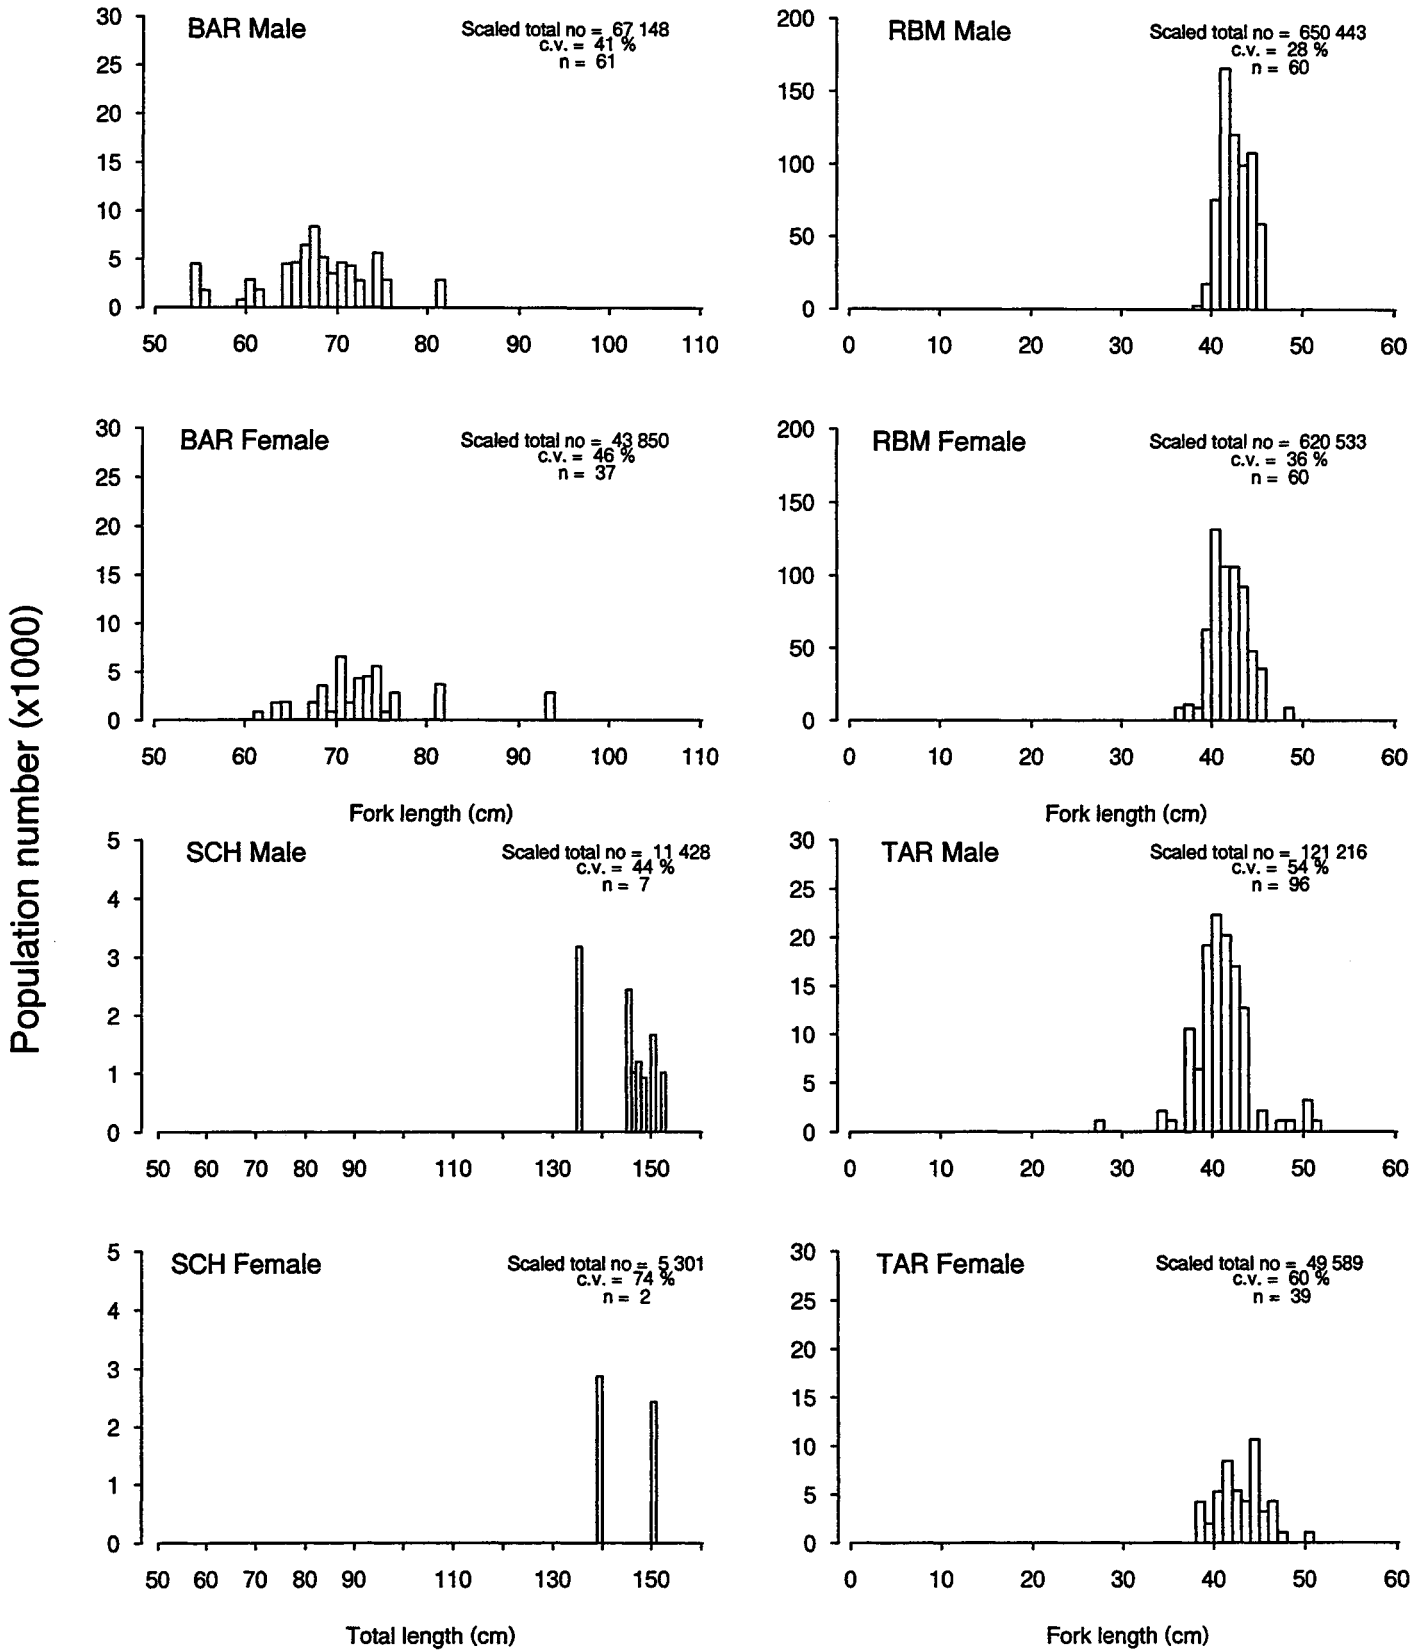 Population number (x1000)
BAR Male
Scaled total no = 67 148
c.v. = 41 %
n = 61
30
25
20
15
10
5
0
50 60 70 80 90 100 110
RBM Male
Scaled total no = 650 443
c.v. = 28 %
n = 60
200
150
100
50
0
0 10 20 30 40 50 60
BAR Female
Scaled total no = 43 850
c.v. = 46 %
n = 37
30
25
20
15
10
5
0
50 60 70 80 90 100 110
Fork length (cm)
RBM Female
Scaled total no = 620 533
c.v. = 36 %
n = 60
200
150
100
50
0
0 10 20 30 40 50 60
Fork length (cm)
SCH Male
Scaled total no = 11 428
c.v. = 44 %
n = 7
5
4
3
2
1
0
50 60 70 80 90 110 130 150
TAR Male
Scaled total no = 121 216
c.v. = 54 %
n = 96
30
25
20
15
10
5
0
0 10 20 30 40 50 60
SCH Female
Scaled total no = 5 301
c.v. = 74 %
n = 2
5
4
3
2
1
0
50 60 70 80 90 110 130 150
Total length (cm)
TAR Female
Scaled total no = 49 589
c.v. = 60 %
n = 39
30
25
20
15
10
5
0
0 10 20 30 40 50 60
Fork length (cm)